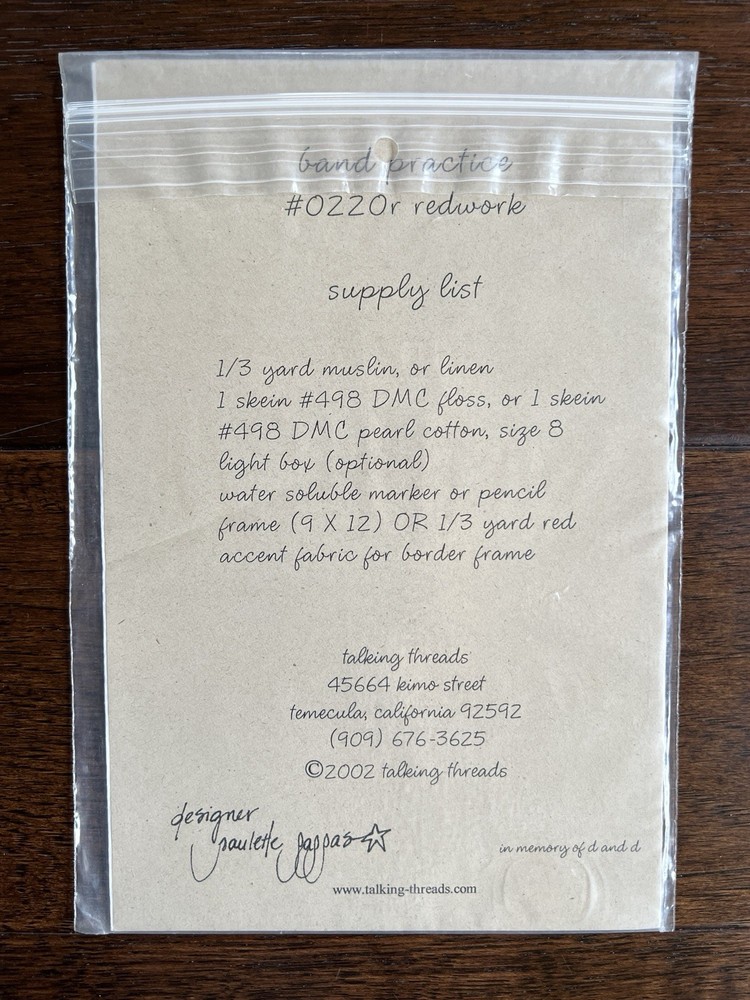 band practice
#0220r redwork
supply list
1/3 yard muslin, or linen
1 skein #498 DMC floss, or 1 skein
#498 DMC pearl cotton, size 8
light box (optional)
water soluble marker or pencil
frame (9 X 12) OR 1/3 yard red
accent fabric for border frame
talking threads
45664 kimo street
temecula, california 92592
(909) 676-3625
©2002 talking threads
designer
paulette pappas
in memory of d and d
www.talking-threads.com